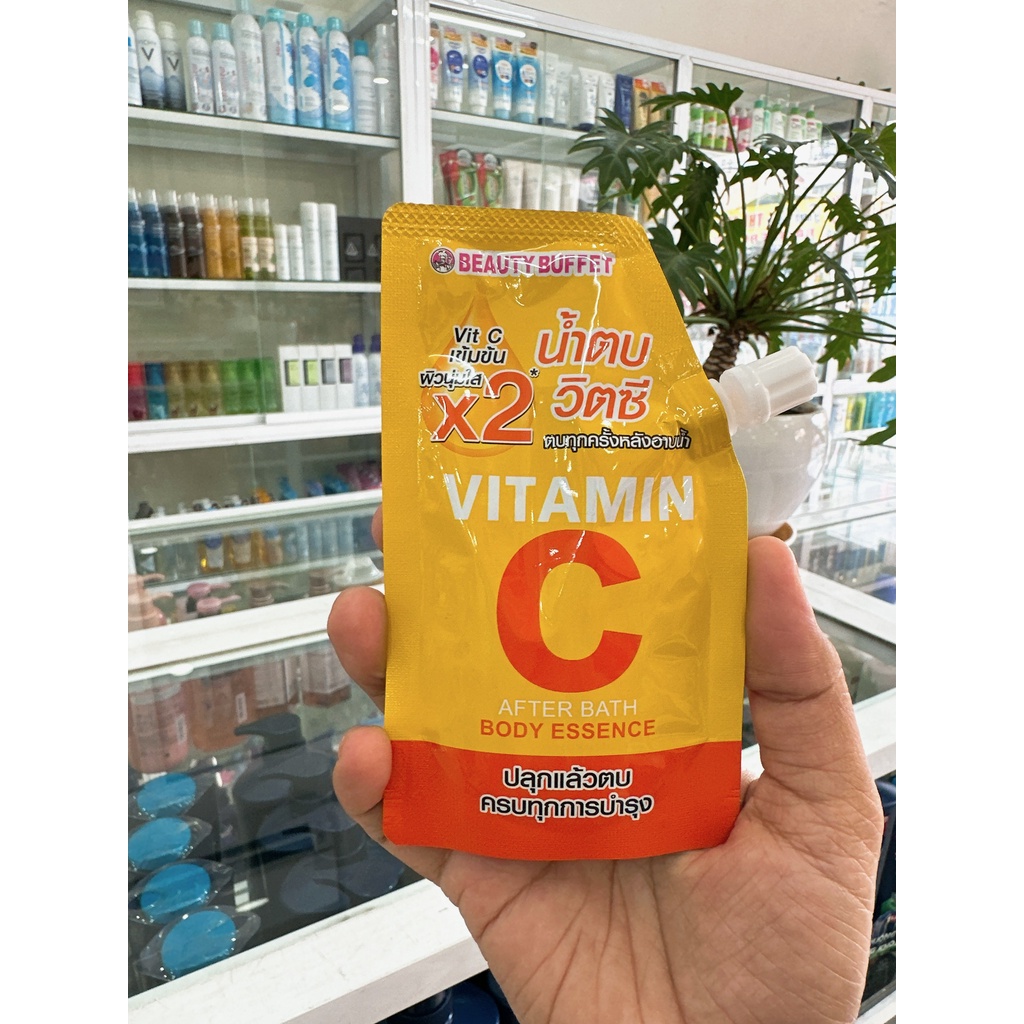 BEAUTY BUFFET
Vit C
เข้มข้น
ผิวนุ่มใส
x2*
น้ำตบ
วิตซี
ตบทุกครั้งหลังอาบน้ำ
VITAMIN
C
AFTER BATH
BODY ESSENCE
ปลุกแล้วตบ
ครบทุกการบำรุง